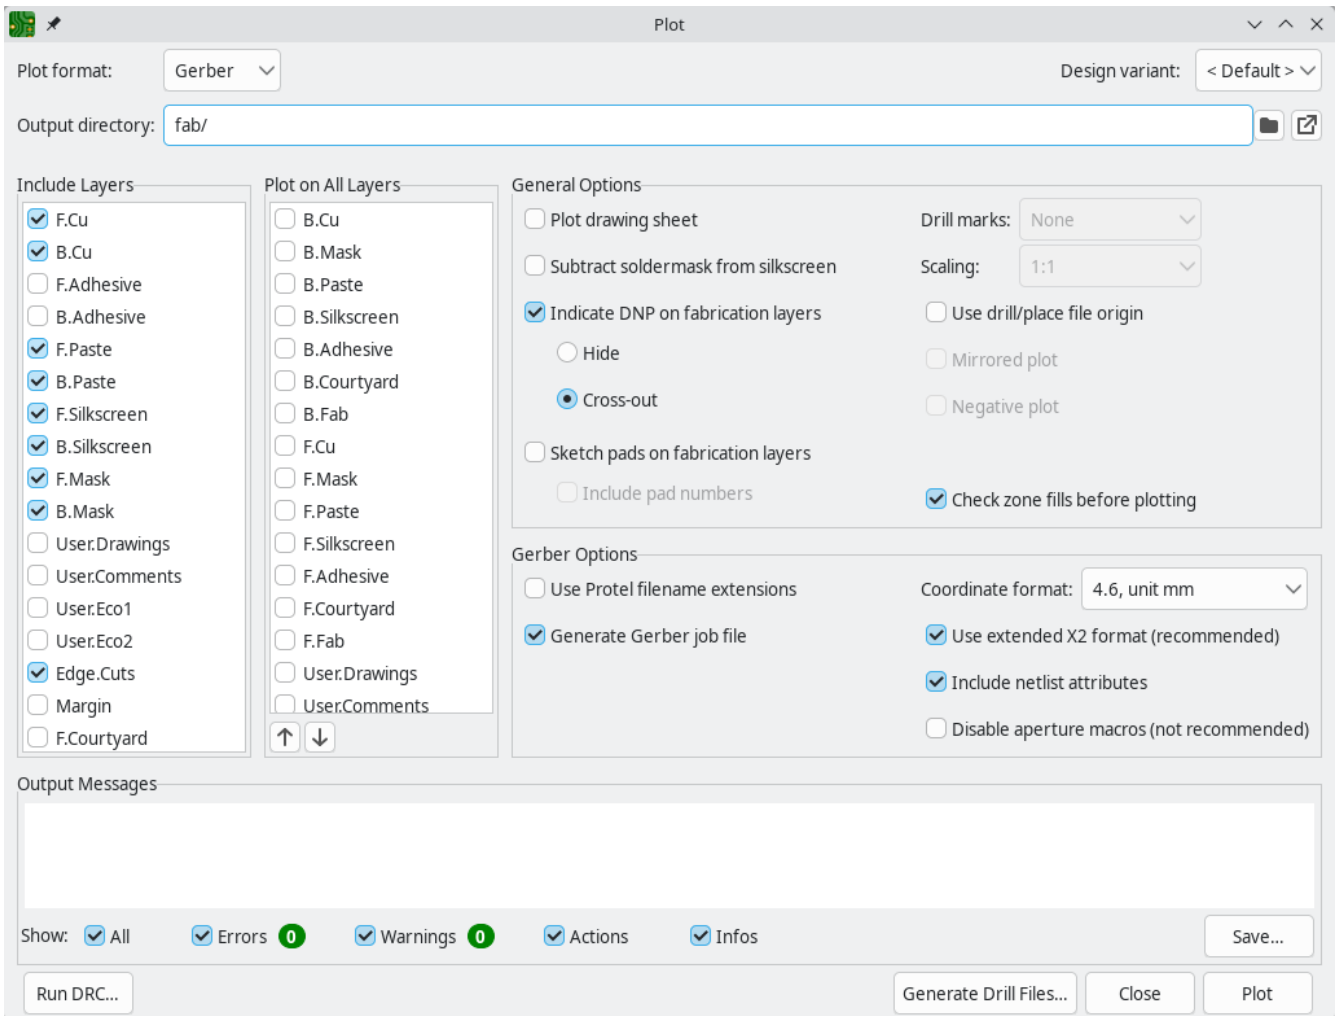 Plot
Plot format: Gerber Design variant: < Default >
Output directory: fab/
Include Layers
F.Cu
B.Cu
F.Adhesive
B.Adhesive
F.Paste
B.Paste
F.Silkscreen
B.Silkscreen
F.Mask
B.Mask
User.Drawings
User.Comments
User.Eco1
User.Eco2
Edge.Cuts
Margin
F.Courtyard
Plot on All Layers
B.Cu
B.Mask
B.Paste
B.Silkscreen
B.Adhesive
B.Courtyard
B.Fab
F.Cu
F.Mask
F.Paste
F.Silkscreen
F.Adhesive
F.Courtyard
F.Fab
User.Drawings
User.Comments
General Options
Plot drawing sheet Drill marks: None
Subtract soldermask from silkscreen Scaling: 1:1
Indicate DNP on fabrication layers Use drill/place file origin
Hide Mirrored plot
Cross-out Negative plot
Sketch pads on fabrication layers
Include pad numbers Check zone fills before plotting
Gerber Options
Use Protel filename extensions Coordinate format: 4.6, unit mm
Generate Gerber job file Use extended X2 format (recommended)
Include netlist attributes
Disable aperture macros (not recommended)
Output Messages
Show: All Errors 0 Warnings 0 Actions Infos Save...
Run DRC... Generate Drill Files... Close Plot